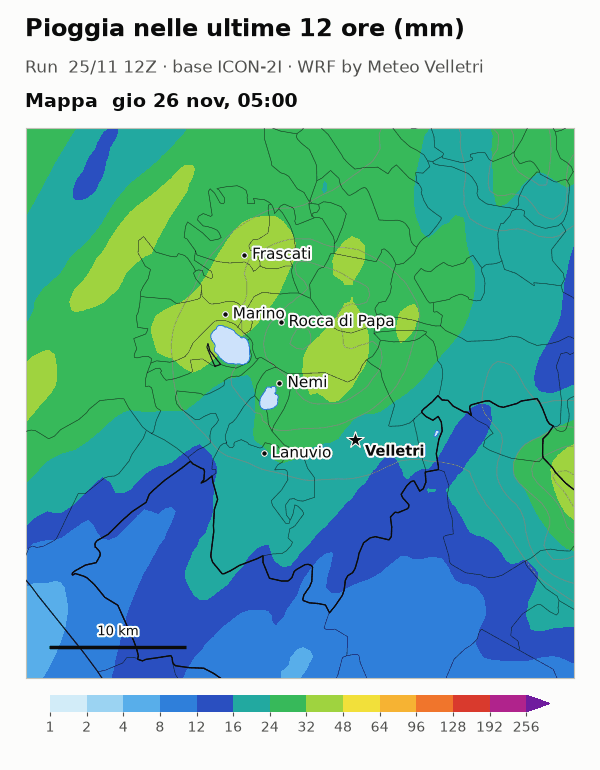 Pioggia nelle ultime 12 ore (mm)
Run  25/11 12Z · base ICON-2I · WRF by Meteo Velletri
Mappa  gio 26 nov, 05:00
Frascati
Marino
Rocca di Papa
Nemi
Velletri
Lanuvio
10 km
1 2 4 8 12 16 24 32 48 64 96 128 192 256